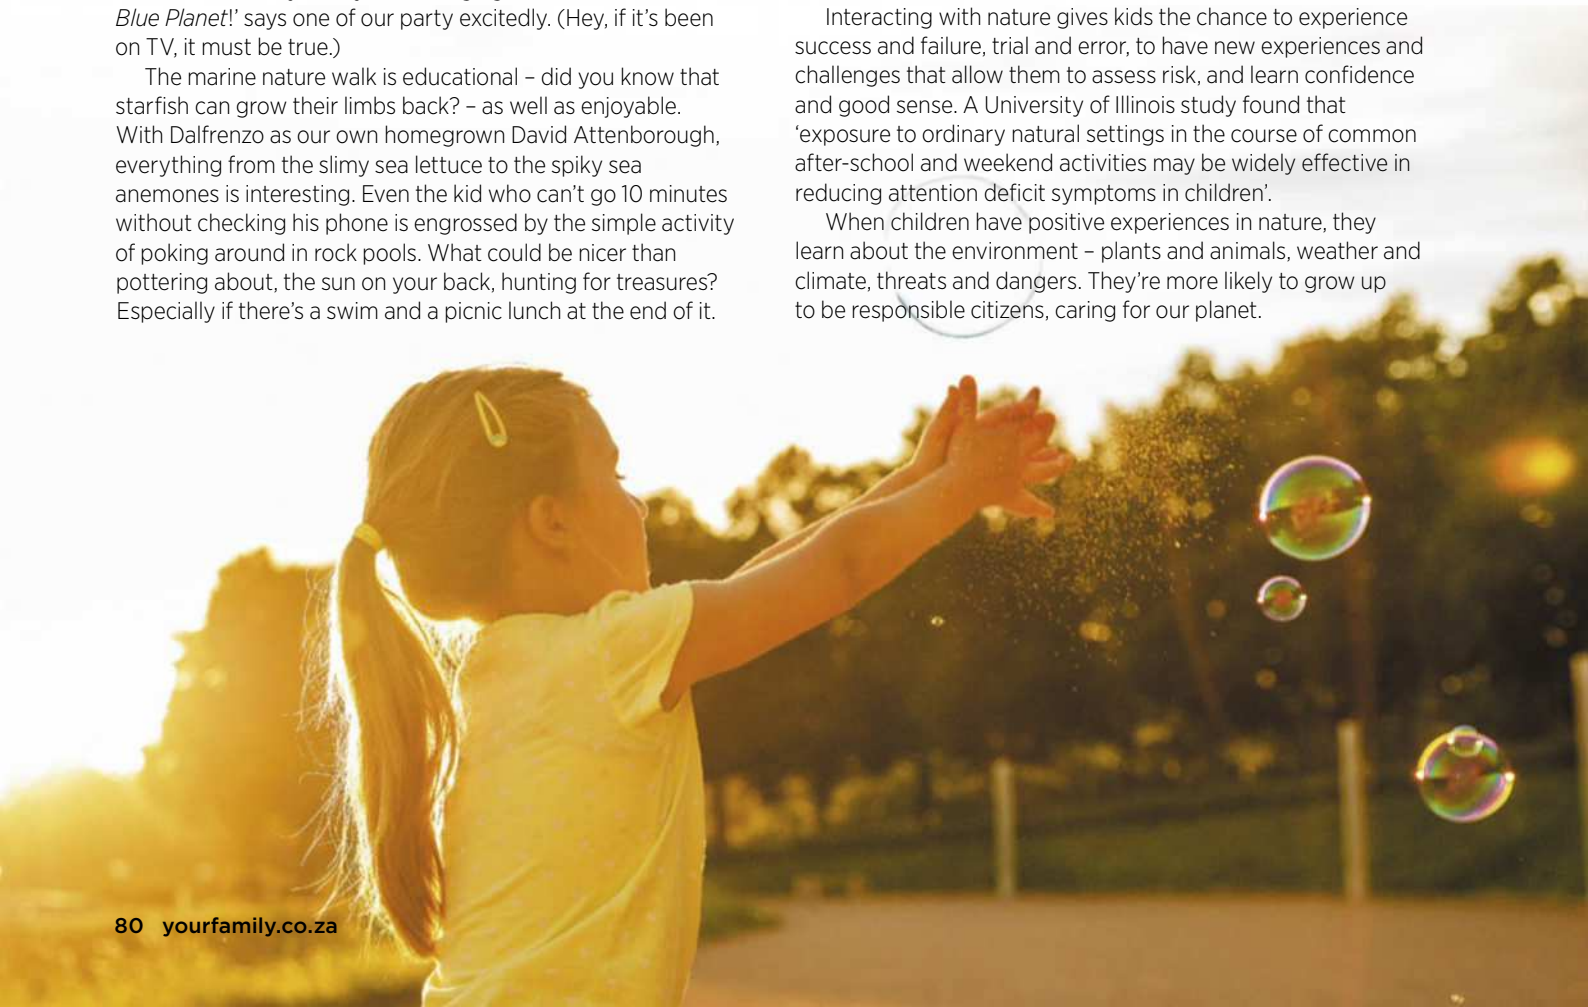 Blue Planet!’ says one of our party excitedly. (Hey, if it’s been
on TV, it must be true.)
The marine nature walk is educational – did you know that
starfish can grow their limbs back? – as well as enjoyable.
With Dalfrenzo as our own homegrown David Attenborough,
everything from the slimy sea lettuce to the spiky sea
anemones is interesting. Even the kid who can’t go 10 minutes
without checking his phone is engrossed by the simple activity
of poking around in rock pools. What could be nicer than
pottering about, the sun on your back, hunting for treasures?
Especially if there’s a swim and a picnic lunch at the end of it.
Interacting with nature gives kids the chance to experience
success and failure, trial and error, to have new experiences and
challenges that allow them to assess risk, and learn confidence
and good sense. A University of Illinois study found that
‘exposure to ordinary natural settings in the course of common
after-school and weekend activities may be widely effective in
reducing attention deficit symptoms in children’.
When children have positive experiences in nature, they
learn about the environment – plants and animals, weather and
climate, threats and dangers. They’re more likely to grow up
to be responsible citizens, caring for our planet.
80 yourfamily.co.za